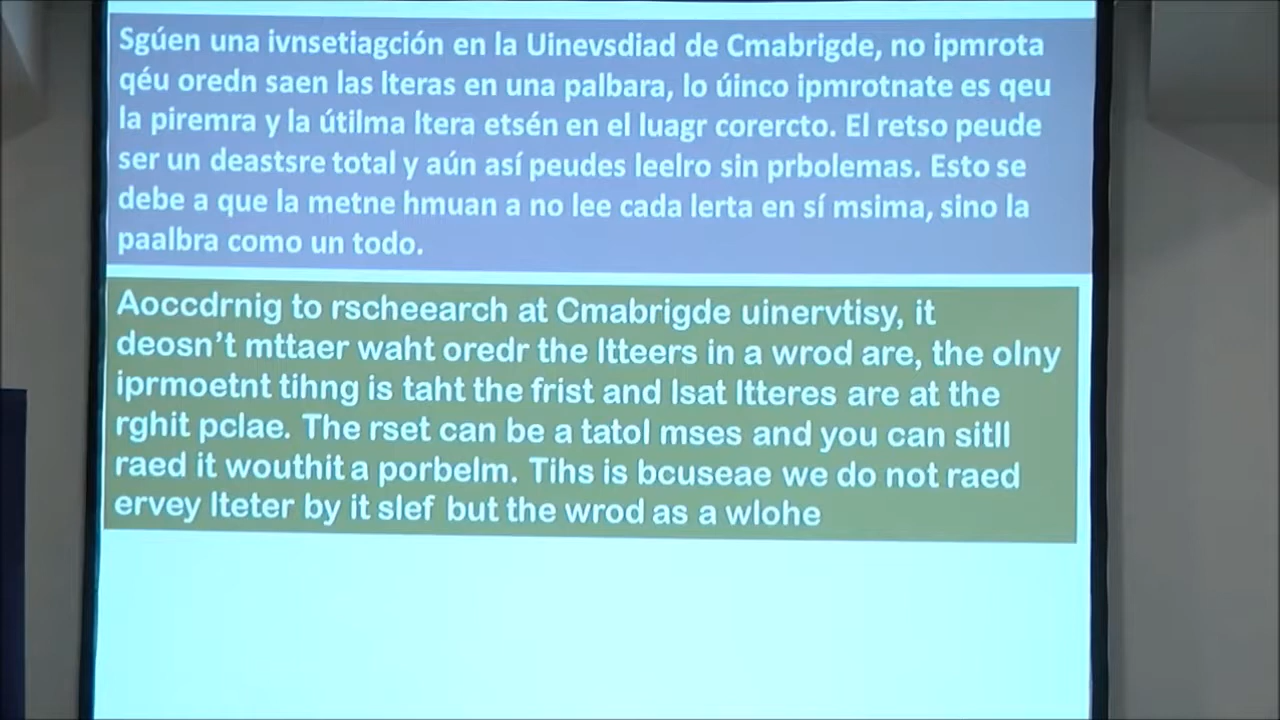 Sgúen una ivnsetiagción en la Uinevsdiad de Cmabrigde, no ipmrota
qéu oredn saen las lteras en una palbara, lo úinco ipmrotnate es qeu
la piremra y la útilma ltera etsén en el luagr corercto. El retso peude
ser un deastsre total y aún así peudes leelro sin prbolemas. Esto se
debe a que la metne hmuan a no lee cada lerta en sí msima, sino la
paalbra como un todo.
Aoccdrnig to rscheearch at Cmabrigde uinervtisy, it
deosn't mttaer waht oredr the ltteers in a wrod are, the olny
iprmoetnt tihng is taht the frist and lsat ltteres are at the
rghit pclae. The rset can be a tatol mses and you can sitll
raed it wouthit a porbelm. Tihs is bcuseae we do not raed
ervey lteter by it slef but the wrod as a wlohe